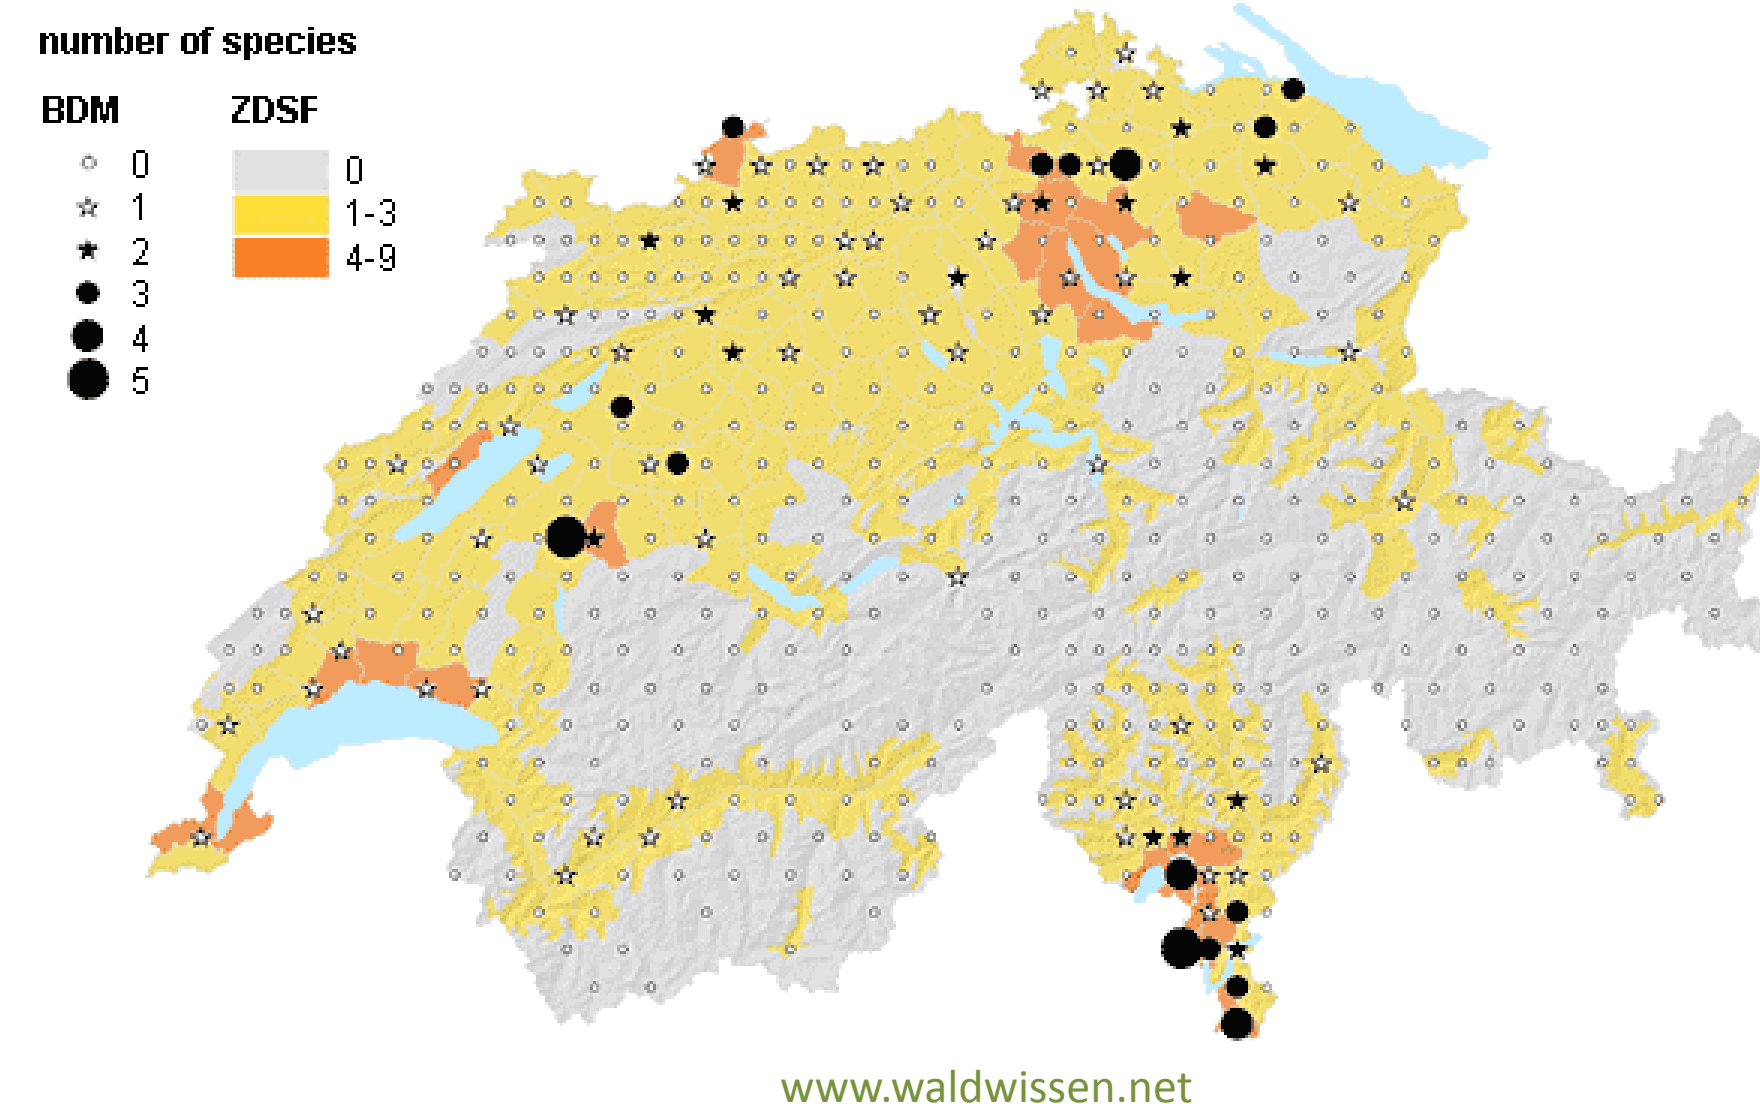 number of species
BDM ZDSF
0 0
1 1-3
2 4-9
3
4
5
www.waldwissen.net